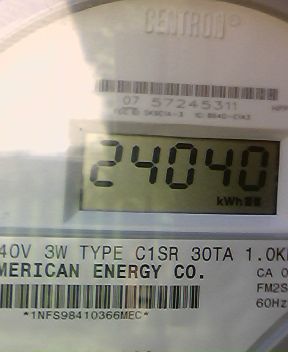 CENTRON®
07 57245311
24040
kWh
40V 3W TYPE C1SR 30TA 1.0K
MERICAN ENERGY CO.
CA 0
FM2S
60Hz
*1NFS98410366MEC*